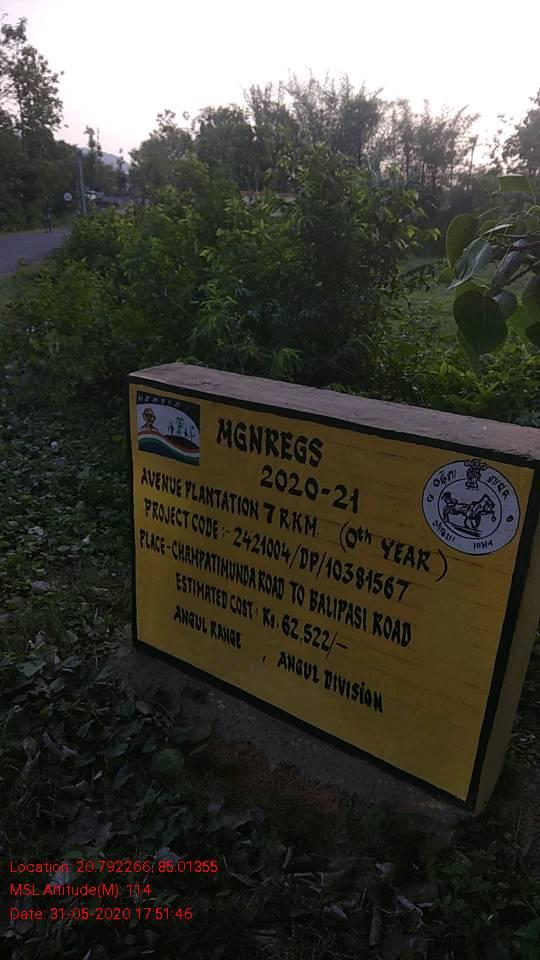 MGNREGS
2020-21
AVENUE PLANTATION 7 RKM (0th YEAR)
PROJECT CODE:- 2421004/DP/10381567
PLACE-CHAMPATIMUNDA ROAD TO BALIPASI ROAD
ESTIMATED COST: Rs. 62,522/-
ANGUL RANGE, ANGUL DIVISION
Location: 20.792266, 85.01355
MSL Altitude(M): 114
Date: 31-05-2020 17:51:46